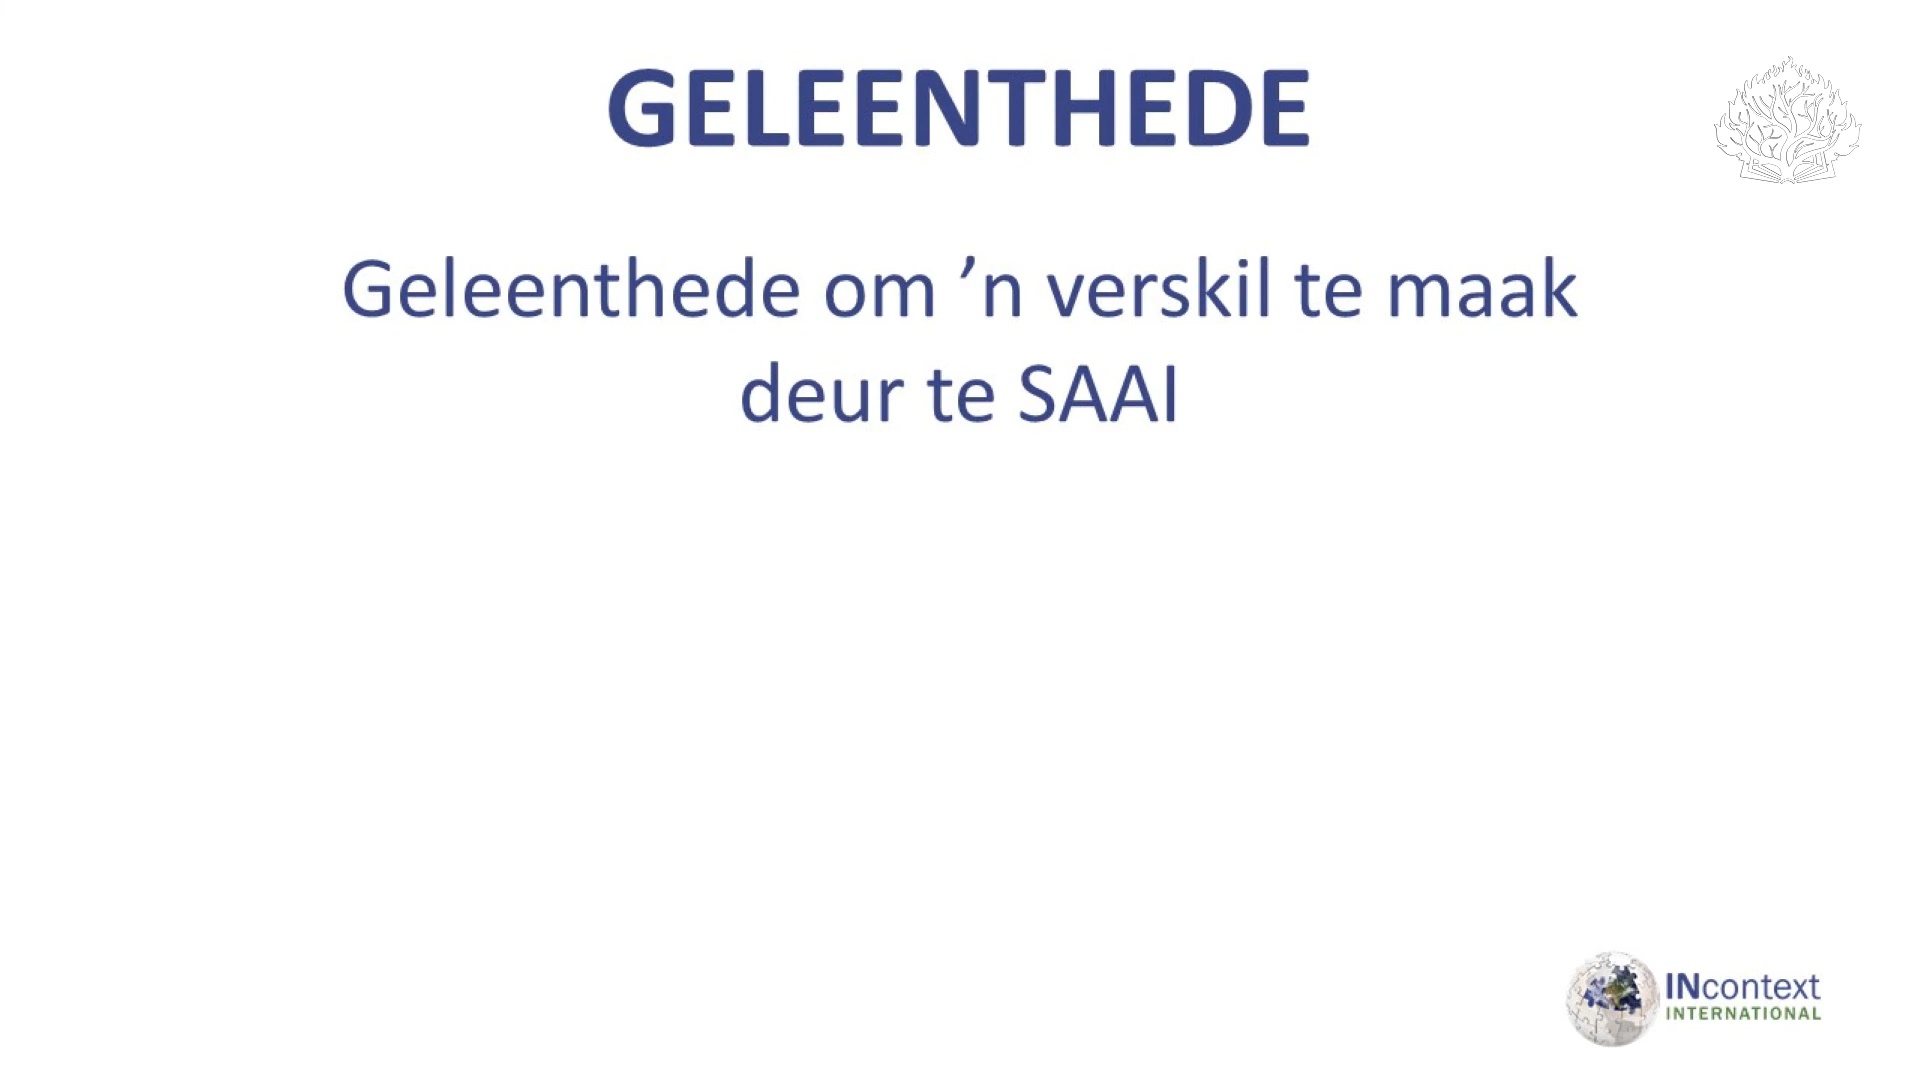 GELEENTHEDE
Geleenthede om ’n verskil te maak
deur te SAAI
INcontext
INTERNATIONAL